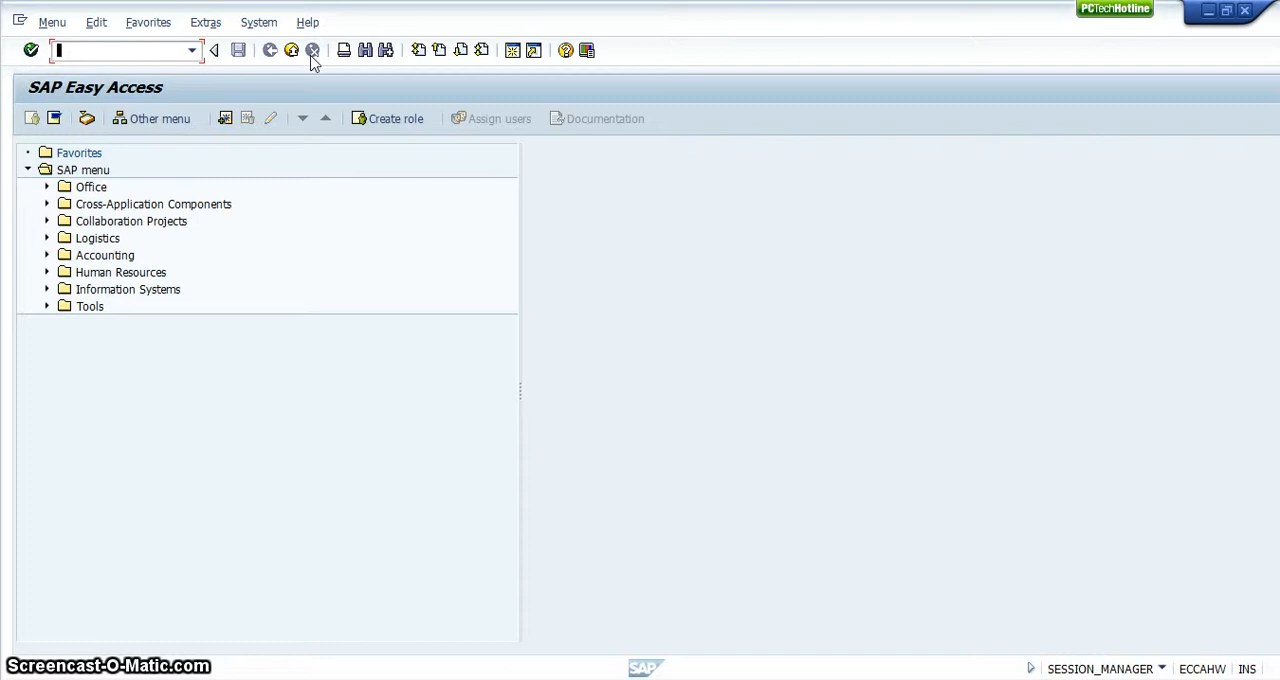 PCTechHotline
Menu Edit Favorites Extras System Help
SAP Easy Access
Other menu Create role Assign users Documentation
Favorites
SAP menu
Office
Cross-Application Components
Collaboration Projects
Logistics
Accounting
Human Resources
Information Systems
Tools
Screencast-O-Matic.com
SAP
SESSION_MANAGER ECCAHW INS